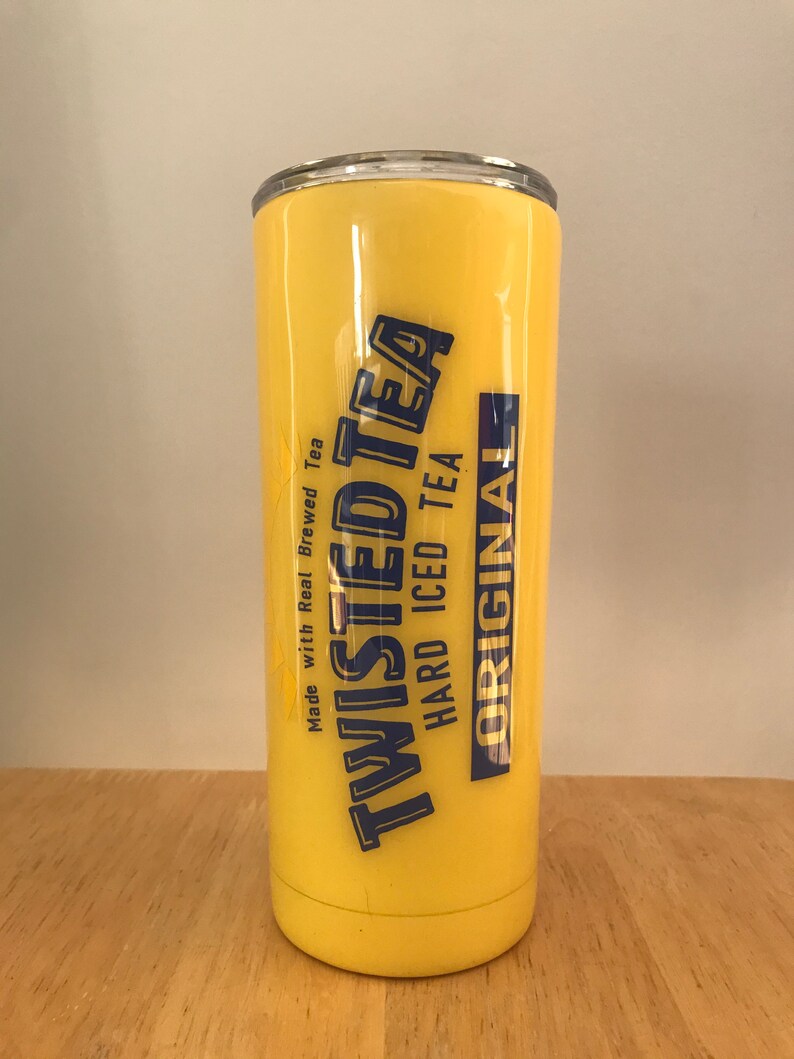 Made with Real Brewed Tea
TWISTED TEA
HARD ICED TEA
ORIGINAL